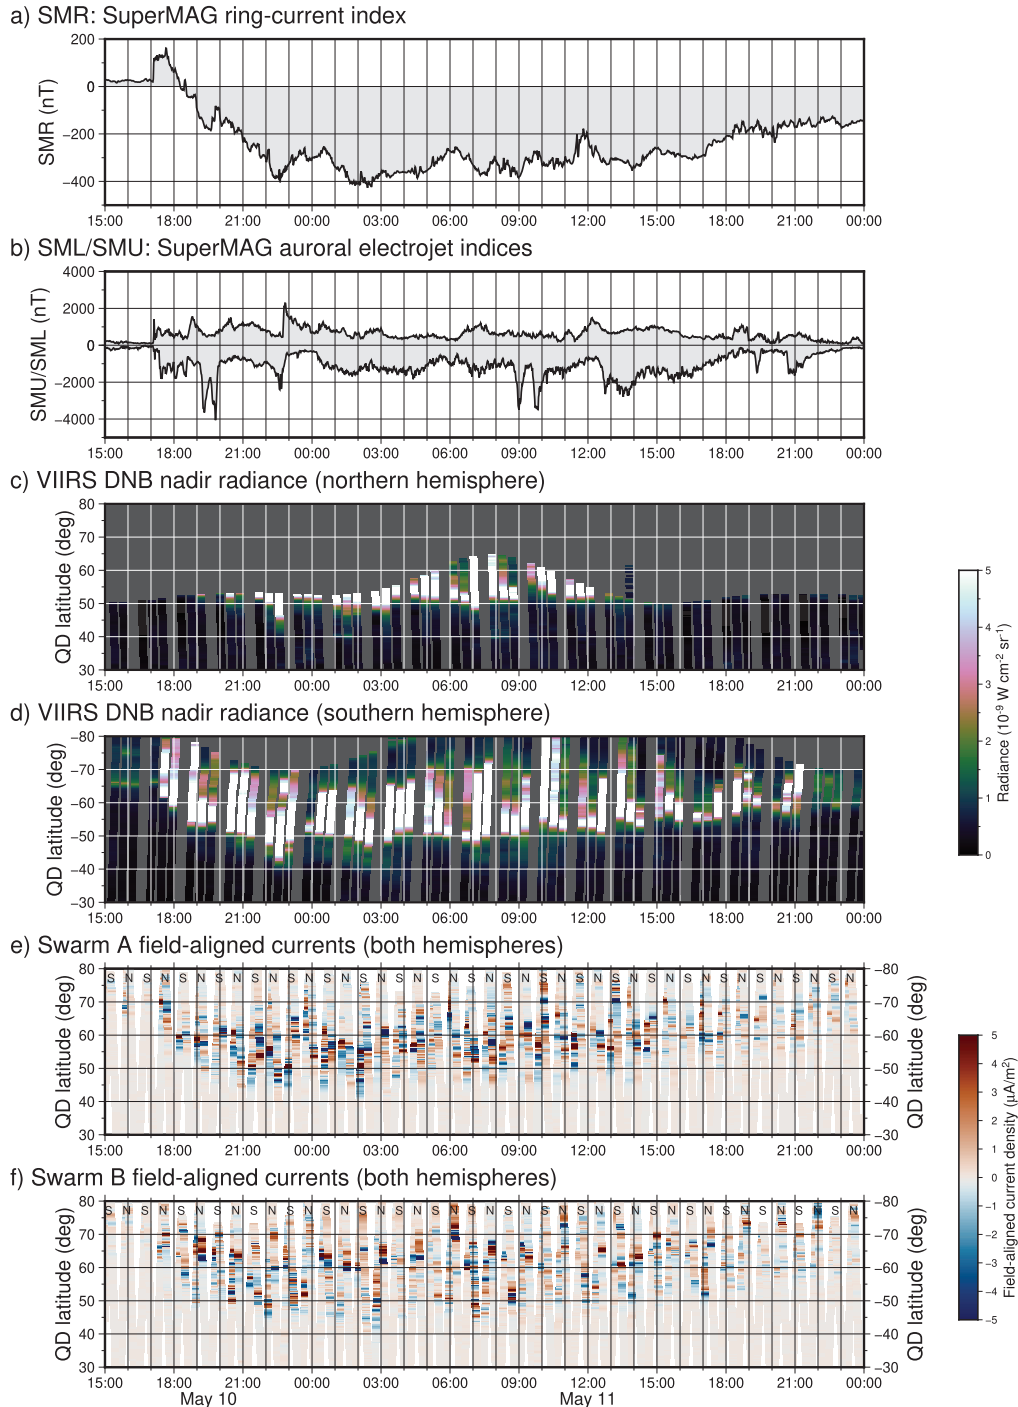 a) SMR: SuperMAG ring-current index
200
0
−200
−400
SMR (nT)
15:00 18:00 21:00 00:00 03:00 06:00 09:00 12:00 15:00 18:00 21:00 00:00
b) SML/SMU: SuperMAG auroral electrojet indices
4000
2000
0
−2000
−4000
SMU/SML (nT)
15:00 18:00 21:00 00:00 03:00 06:00 09:00 12:00 15:00 18:00 21:00 00:00
c) VIIRS DNB nadir radiance (northern hemisphere)
80
70
60
50
40
30
QD latitude (deg)
15:00 18:00 21:00 00:00 03:00 06:00 09:00 12:00 15:00 18:00 21:00 00:00
d) VIIRS DNB nadir radiance (southern hemisphere)
−80
−70
−60
−50
−40
−30
QD latitude (deg)
15:00 18:00 21:00 00:00 03:00 06:00 09:00 12:00 15:00 18:00 21:00 00:00
5
4
3
2
1
0
Radiance (10⁻⁹ W cm⁻² sr⁻¹)
e) Swarm A field-aligned currents (both hemispheres)
S N S N S N S N S N S N S N S N S N S N S N S N S N S N S N S N S N S N S N S N S N
80 −80
70 −70
60 −60
50 −50
40 −40
30 −30
QD latitude (deg) QD latitude (deg)
15:00 18:00 21:00 00:00 03:00 06:00 09:00 12:00 15:00 18:00 21:00 00:00
f) Swarm B field-aligned currents (both hemispheres)
S N S N S N S N S N S N S N S N S N S N S N S N S N S N S N S N S N S N S N S N S N
80 −80
70 −70
60 −60
50 −50
40 −40
30 −30
QD latitude (deg) QD latitude (deg)
15:00 18:00 21:00 00:00 03:00 06:00 09:00 12:00 15:00 18:00 21:00 00:00
May 10 May 11
5
4
3
2
1
0
−1
−2
−3
−4
−5
Field-aligned current density (μA/m²)